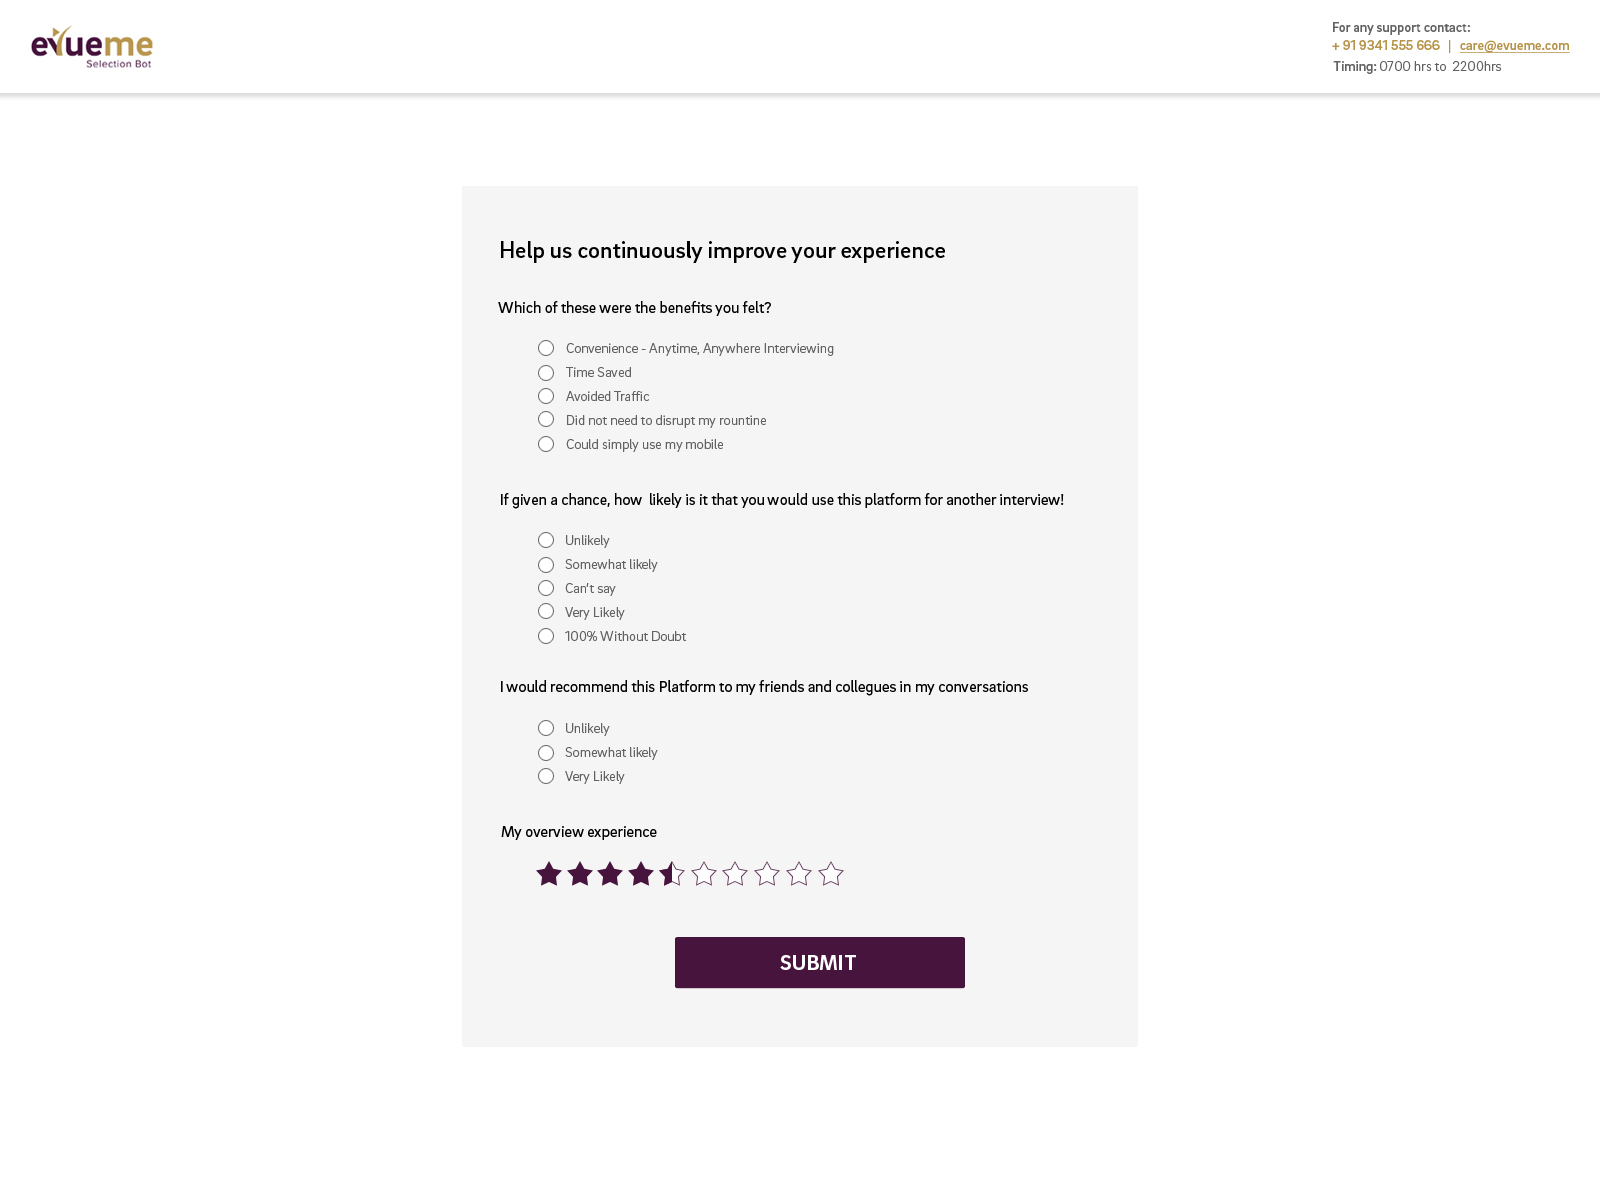 evueme
Selection Bot
For any support contact:
+ 91 9341 555 666 | care@evueme.com
Timing: 0700 hrs to 2200hrs
Help us continuously improve your experience
Which of these were the benefits you felt?
Convenience - Anytime, Anywhere Interviewing
Time Saved
Avoided Traffic
Did not need to disrupt my rountine
Could simply use my mobile
If given a chance, how likely is it that you would use this platform for another interview!
Unlikely
Somewhat likely
Can't say
Very Likely
100% Without Doubt
I would recommend this Platform to my friends and collegues in my conversations
Unlikely
Somewhat likely
Very Likely
My overview experience
SUBMIT